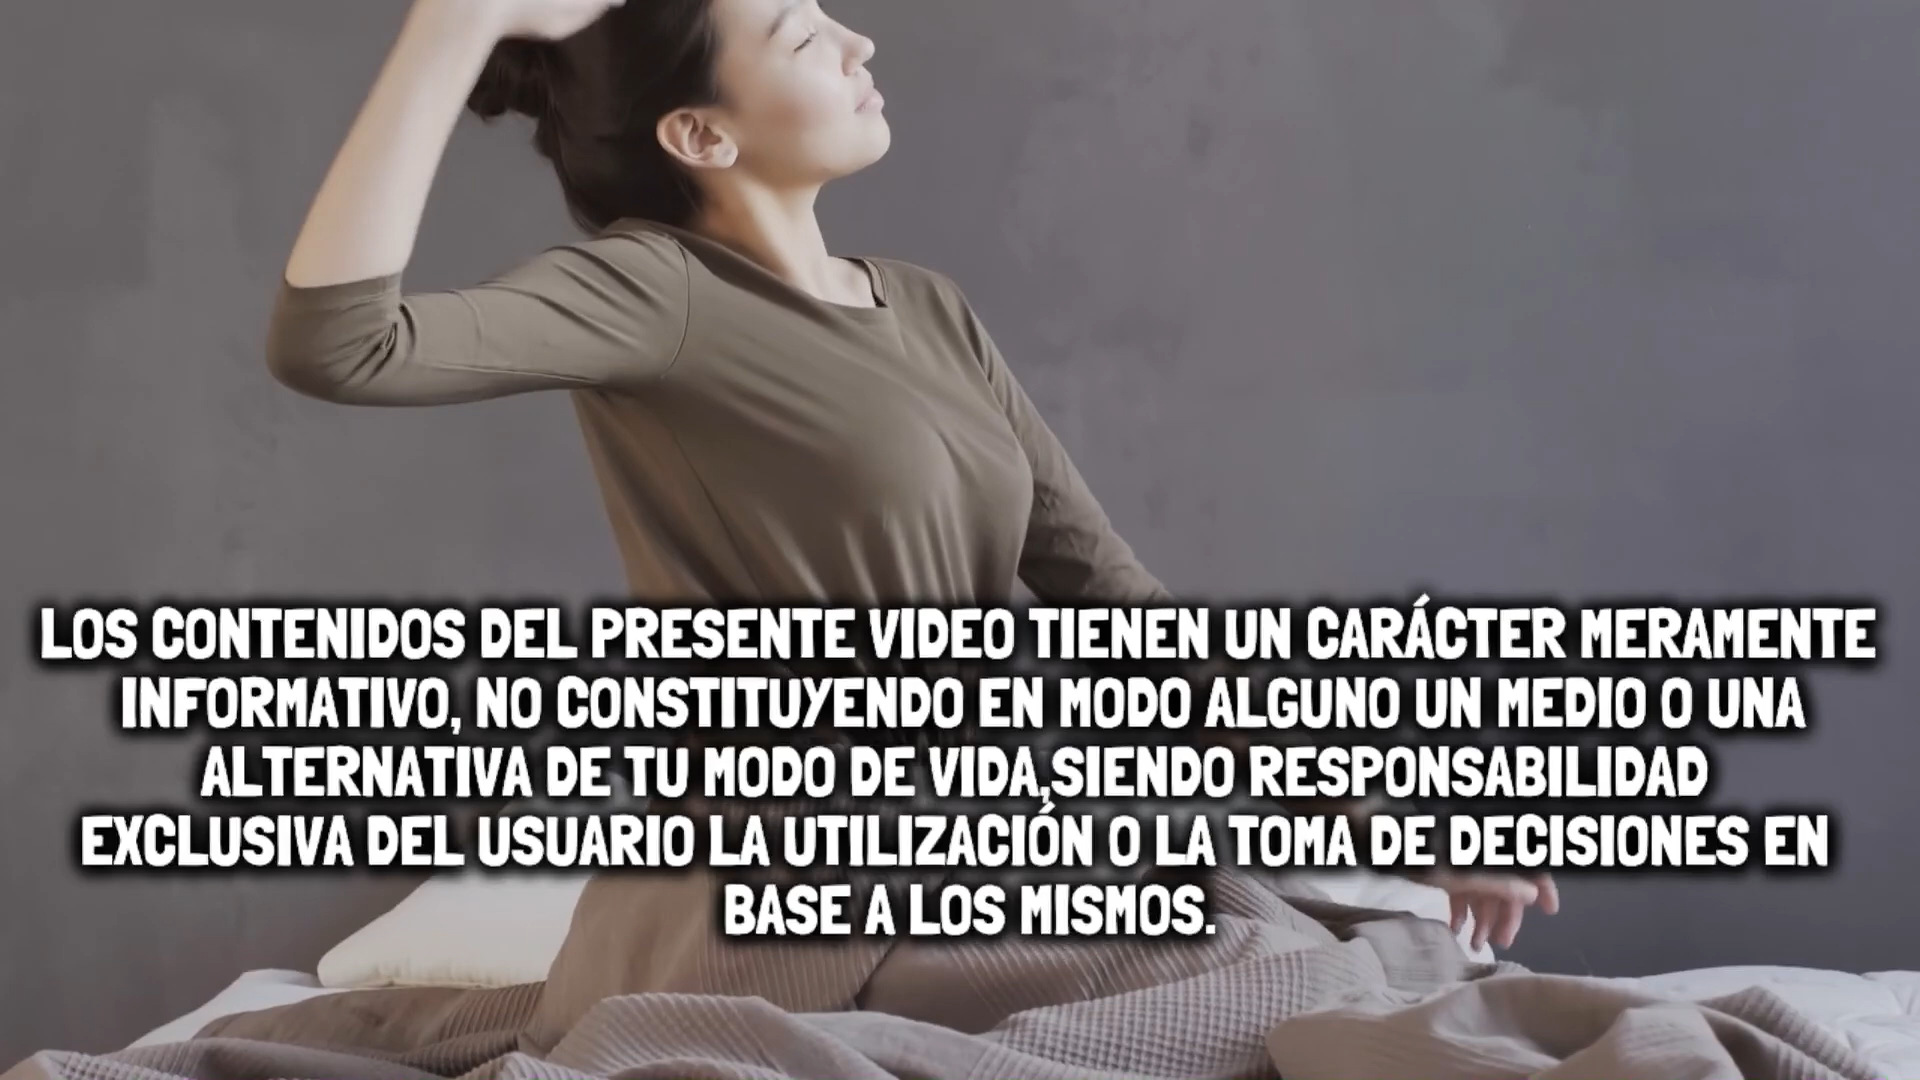 LOS CONTENIDOS DEL PRESENTE VIDEO TIENEN UN CARÁCTER MERAMENTE
INFORMATIVO, NO CONSTITUYENDO EN MODO ALGUNO UN MEDIO O UNA
ALTERNATIVA DE TU MODO DE VIDA,SIENDO RESPONSABILIDAD
EXCLUSIVA DEL USUARIO LA UTILIZACIÓN O LA TOMA DE DECISIONES EN
BASE A LOS MISMOS.